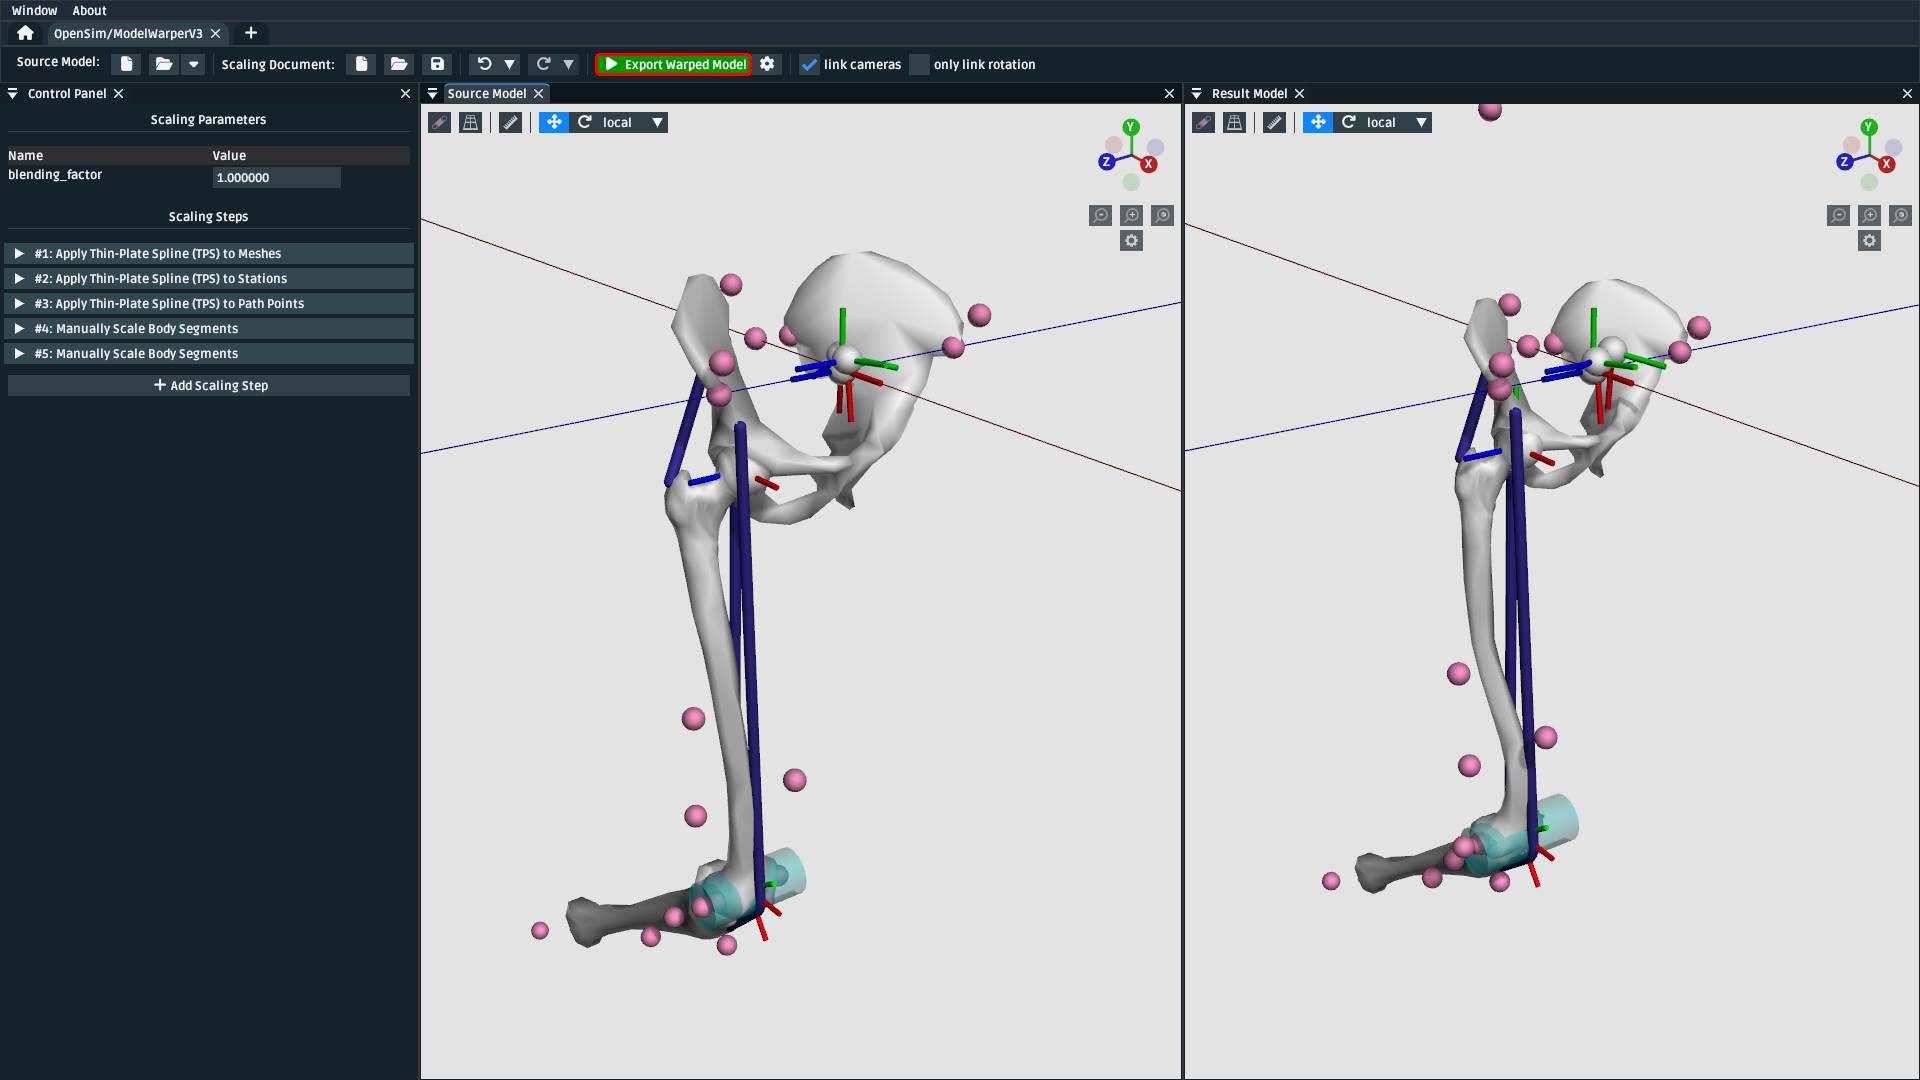 Window About
OpenSim/ModelWarperV3
Source Model: Scaling Document: Export Warped Model link cameras only link rotation
Control Panel
Scaling Parameters
Name Value
blending_factor 1.000000
Scaling Steps
#1: Apply Thin-Plate Spline (TPS) to Meshes
#2: Apply Thin-Plate Spline (TPS) to Stations
#3: Apply Thin-Plate Spline (TPS) to Path Points
#4: Manually Scale Body Segments
#5: Manually Scale Body Segments
Add Scaling Step
Source Model
local
Y
Z X
Result Model
local
Y
Z X